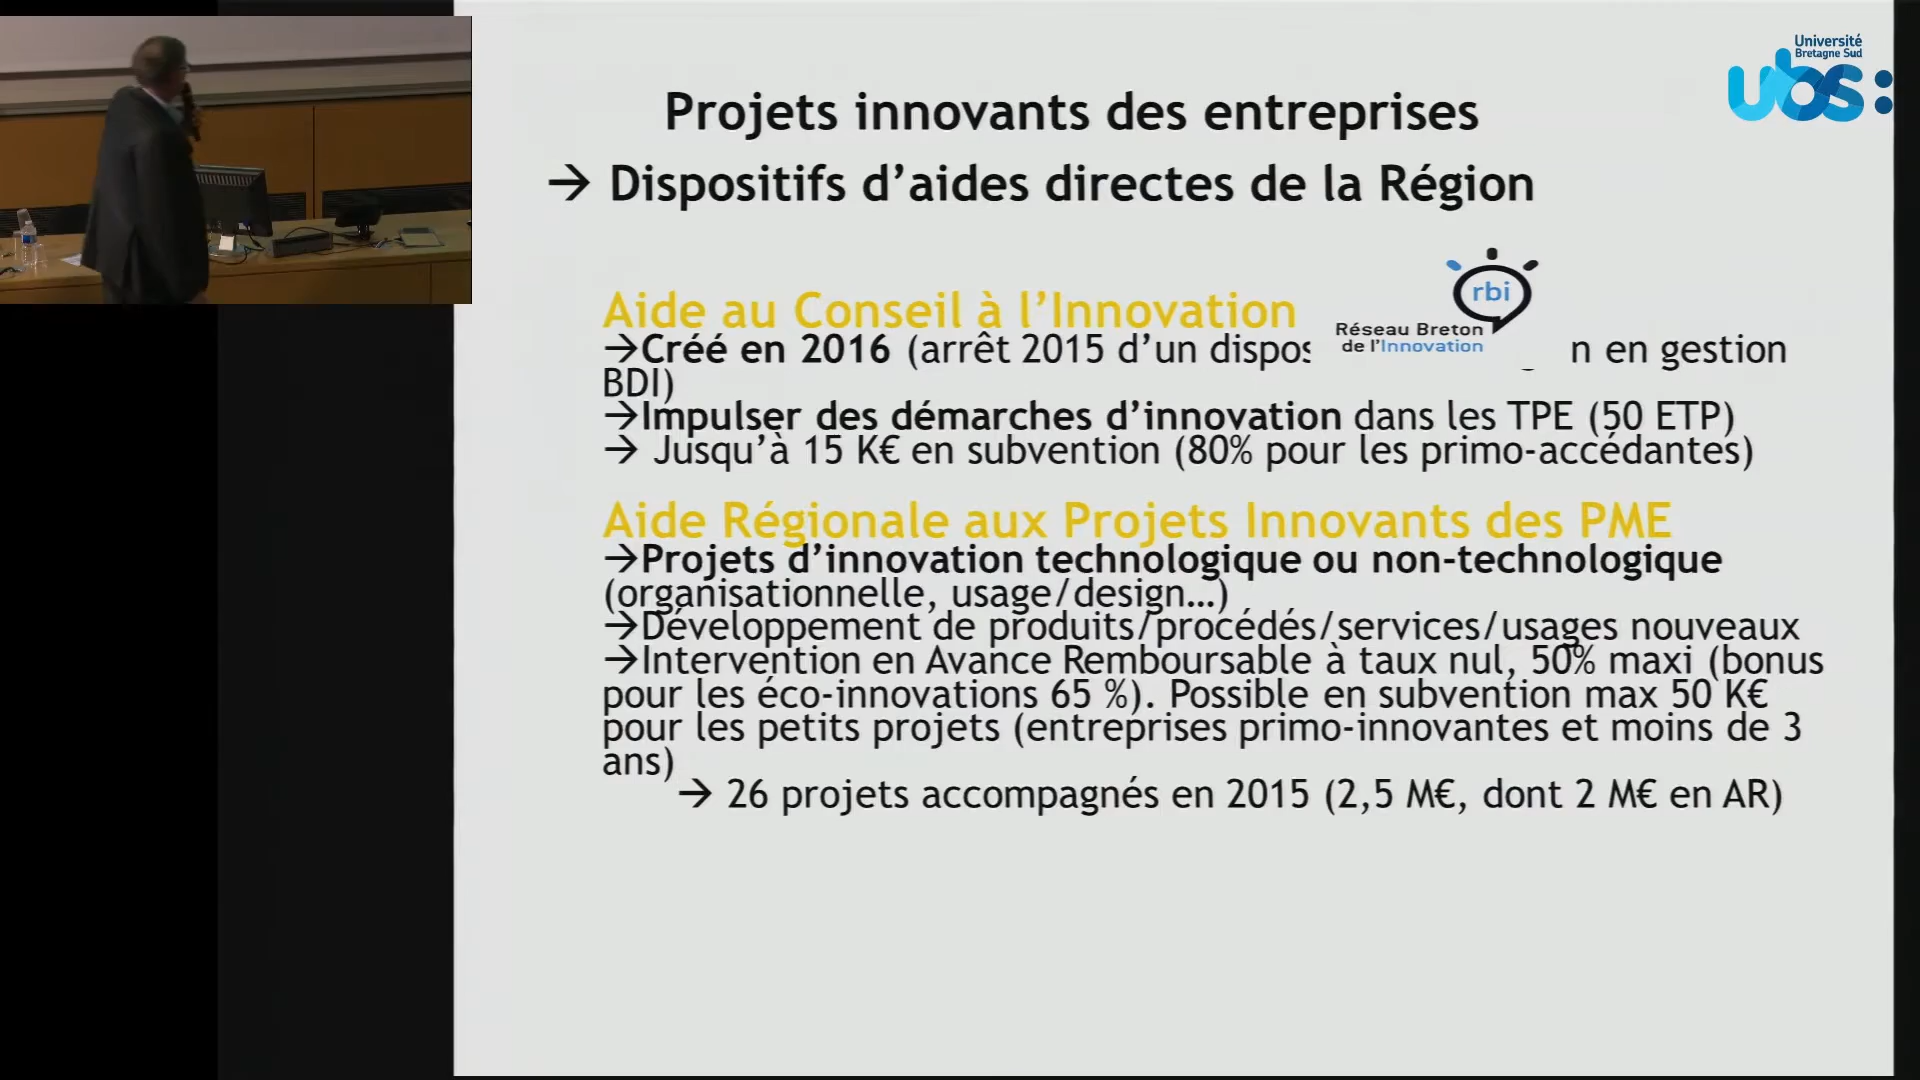 Université
Bretagne Sud
ubs:
Projets innovants des entreprises
→ Dispositifs d’aides directes de la Région
rbi
Réseau Breton
de l’Innovation
Aide au Conseil à l’Innovation
→Créé en 2016 (arrêt 2015 d’un n en gestion
BDI)
→Impulser des démarches d’innovation dans les TPE (50 ETP)
→ Jusqu’à 15 K€ en subvention (80% pour les primo-accédantes)
Aide Régionale aux Projets Innovants des PME
→Projets d’innovation technologique ou non-technologique
(organisationnelle, usage/design…)
→Développement de produits/procédés/services/usages nouveaux
→Intervention en Avance Remboursable à taux nul, 50% maxi (bonus
pour les éco-innovations 65 %). Possible en subvention max 50 K€
pour les petits projets (entreprises primo-innovantes et moins de 3
ans)
→ 26 projets accompagnés en 2015 (2,5 M€, dont 2 M€ en AR)